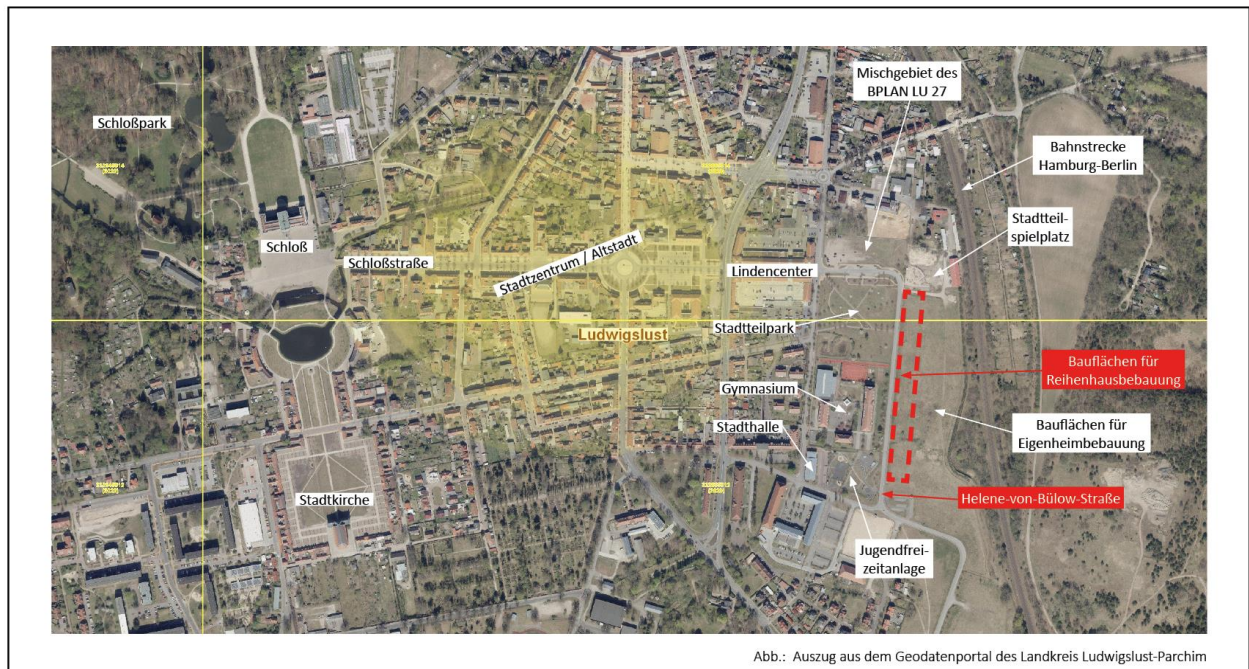 Mischgebiet des
BPLAN LU 27
Schloßpark
Bahnstrecke
Hamburg-Berlin
Stadtteil-
spielplatz
Schloß
Schloßstraße
Stadtzentrum / Altstadt
Lindencenter
Stadtteilpark
Ludwigslust
Bauflächen für
Reihenhausbebauung
Gymnasium
Bauflächen für
Eigenheimbebauung
Stadthalle
Stadtkirche
Helene-von-Bülow-Straße
Jugendfrei-
zeitanlage
Abb.: Auszug aus dem Geodatenportal des Landkreis Ludwigslust-Parchim